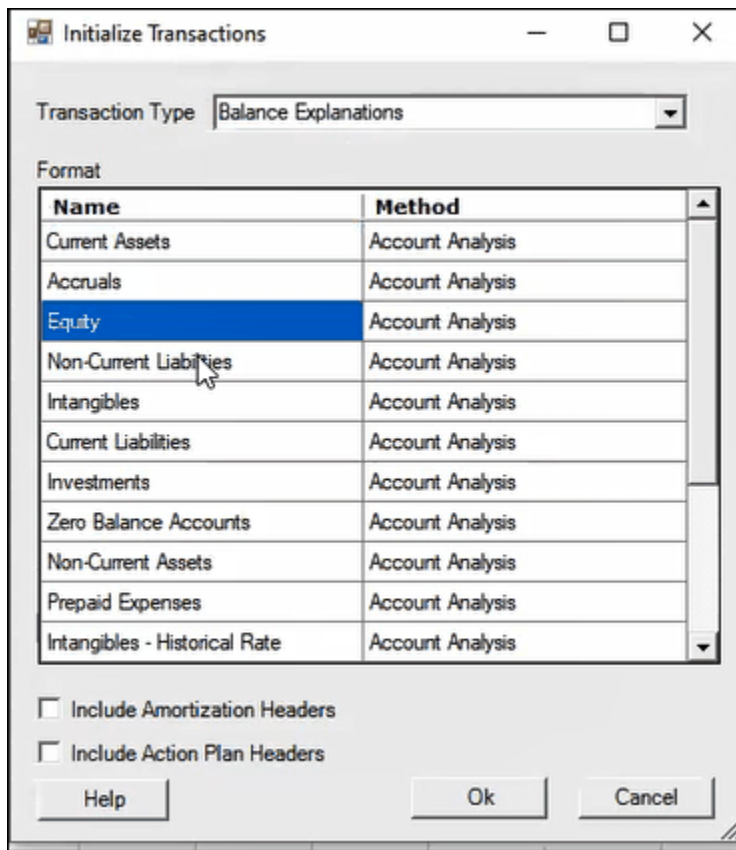 Initialize Transactions
Transaction Type Balance Explanations
Format
Name Method
Current Assets Account Analysis
Accruals Account Analysis
Equity Account Analysis
Non-Current Liabilities Account Analysis
Intangibles Account Analysis
Current Liabilities Account Analysis
Investments Account Analysis
Zero Balance Accounts Account Analysis
Non-Current Assets Account Analysis
Prepaid Expenses Account Analysis
Intangibles - Historical Rate Account Analysis
Include Amortization Headers
Include Action Plan Headers
Help Ok Cancel